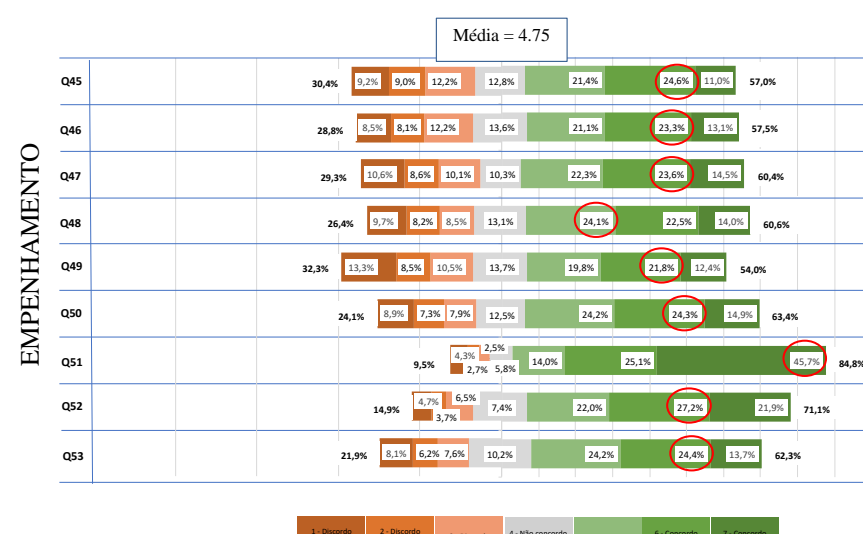 Média = 4.75
EMPENHAMENTO
Q45 30,4% 9,2% 9,0% 12,2% 12,8% 21,4% 24,6% 11,0% 57,0%
Q46 28,8% 8,5% 8,1% 12,2% 13,6% 21,1% 23,3% 13,1% 57,5%
Q47 29,3% 10,6% 8,6% 10,1% 10,3% 22,3% 23,6% 14,5% 60,4%
Q48 26,4% 9,7% 8,2% 8,5% 13,1% 24,1% 22,5% 14,0% 60,6%
Q49 32,3% 13,3% 8,5% 10,5% 13,7% 19,8% 21,8% 12,4% 54,0%
Q50 24,1% 8,9% 7,3% 7,9% 12,5% 24,2% 24,3% 14,9% 63,4%
Q51 9,5% 4,3% 2,7% 2,5% 5,8% 14,0% 25,1% 45,7% 84,8%
Q52 14,9% 4,7% 3,7% 6,5% 7,4% 22,0% 27,2% 21,9% 71,1%
Q53 21,9% 8,1% 6,2% 7,6% 10,2% 24,2% 24,4% 13,7% 62,3%
1 - Discordo 2 - Discordo 4 - Não concordo 6 - Concordo 7 - Concordo